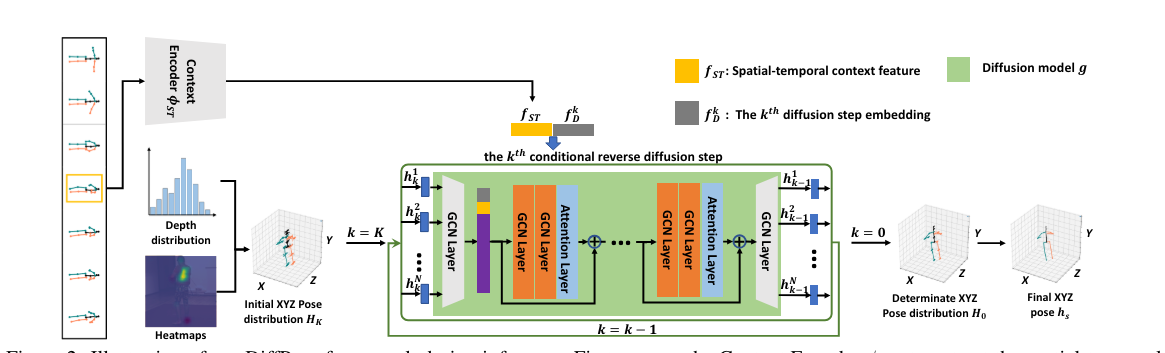 Context
Encoder ϕ_ST
f_ST: Spatial-temporal context feature
Diffusion model g
f_D^k : The k^th diffusion step embedding
f_ST f_D^k
the k^th conditional reverse diffusion step
Depth
distribution
Heatmaps
X Y Z
Initial XYZ Pose
distribution H_K
k = K
h_k^1
h_k^2
h_k^N
GCN Layer
GCN Layer
GCN Layer
Attention Layer
GCN Layer
GCN Layer
Attention Layer
GCN Layer
h_{k-1}^1
h_{k-1}^2
h_{k-1}^N
k = k - 1
k = 0
X Y Z
Determinate XYZ
Pose distribution H_0
X Y Z
Final XYZ
pose h_s